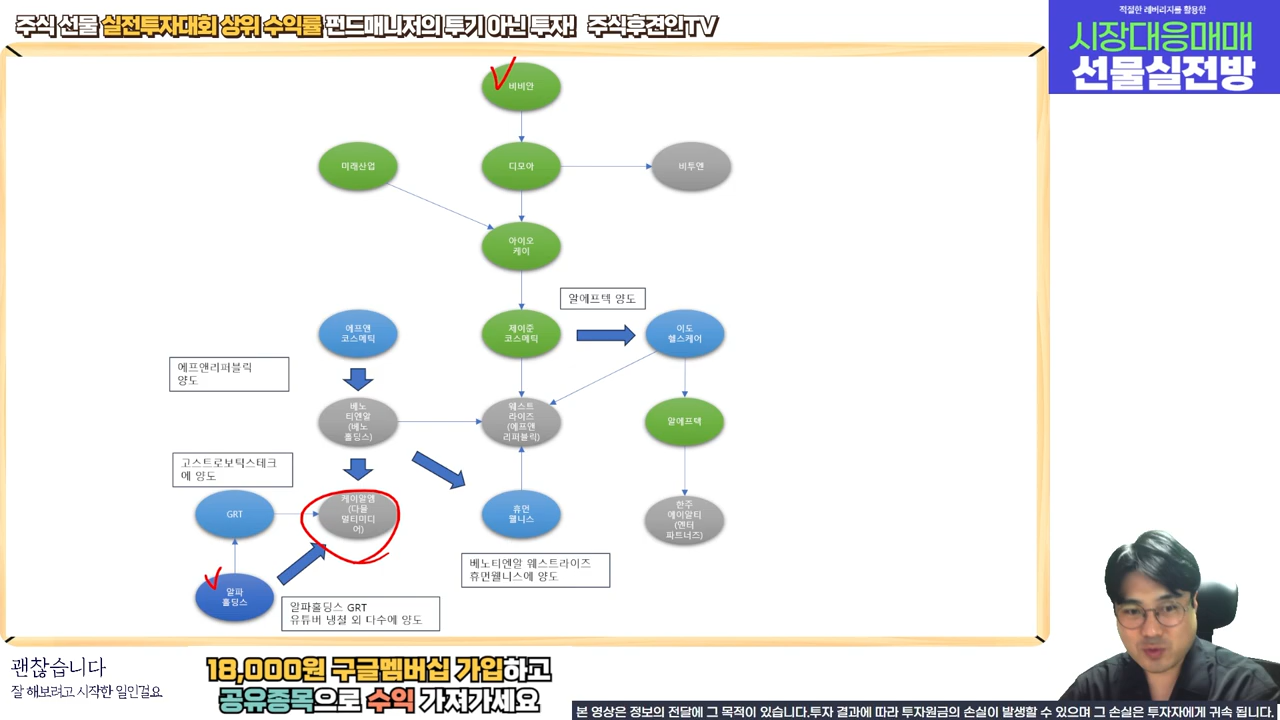 주식 선물 실전투자대회 상위 수익률 펀드매니저의 투기 아닌 투자! 주식후견인TV
적절한 레버리지를 활용한
시장대응매매
선물실전방
비비안
미래산업
디모아
비투엔
아이오
케이
알에프텍 양도
에프앤
코스메틱
제이준
코스메틱
이도
헬스케어
에프앤리퍼블릭
양도
베노
티엔알
(베노
홀딩스)
웨스트
라이즈
(에프앤
리퍼블릭)
알에프텍
고스트로보틱스테크
에 양도
GRT
케이알엠
(다믈
멀티미디
어)
휴먼
웰니스
한주
에이알티
(엔터
파트너즈)
베노티엔알 웨스트라이즈
휴먼웰니스에 양도
알파
홀딩스
알파홀딩스 GRT
유튜버 냉철 외 다수에 양도
괜찮습니다
잘 해보려고 시작한 일인걸요
18,000원 구글멤버십 가입하고
공유종목으로 수익 가져가세요
본 영상은 정보의 전달에 그 목적이 있습니다.투자 결과에 따라 투자원금의 손실이 발생할 수 있으며 그 손실은 투자자에게 귀속 됩니다.